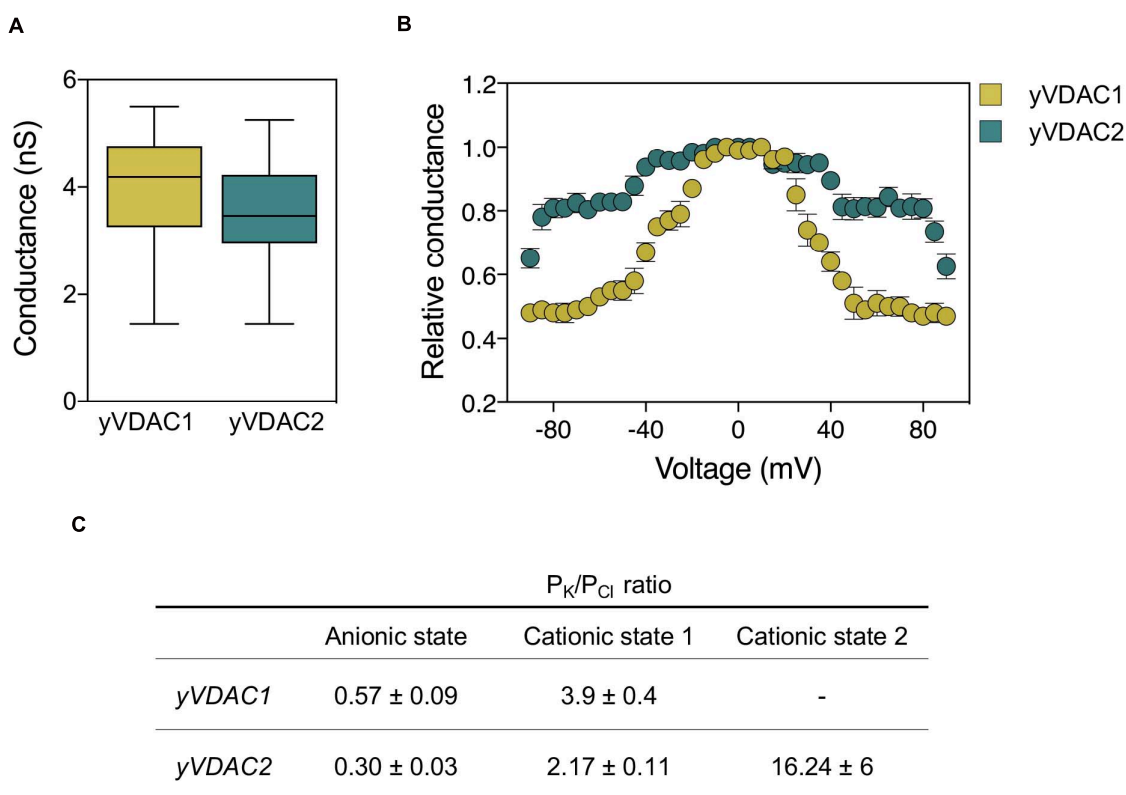 A
Conductance (nS)
6
4
2
0
yVDAC1 yVDAC2
B
Relative conductance
1.2
1.0
0.8
0.6
0.4
0.2
-80 -40 0 40 80
Voltage (mV)
yVDAC1
yVDAC2
C
PK/PCl ratio
Anionic state Cationic state 1 Cationic state 2
yVDAC1 0.57 ± 0.09 3.9 ± 0.4 -
yVDAC2 0.30 ± 0.03 2.17 ± 0.11 16.24 ± 6